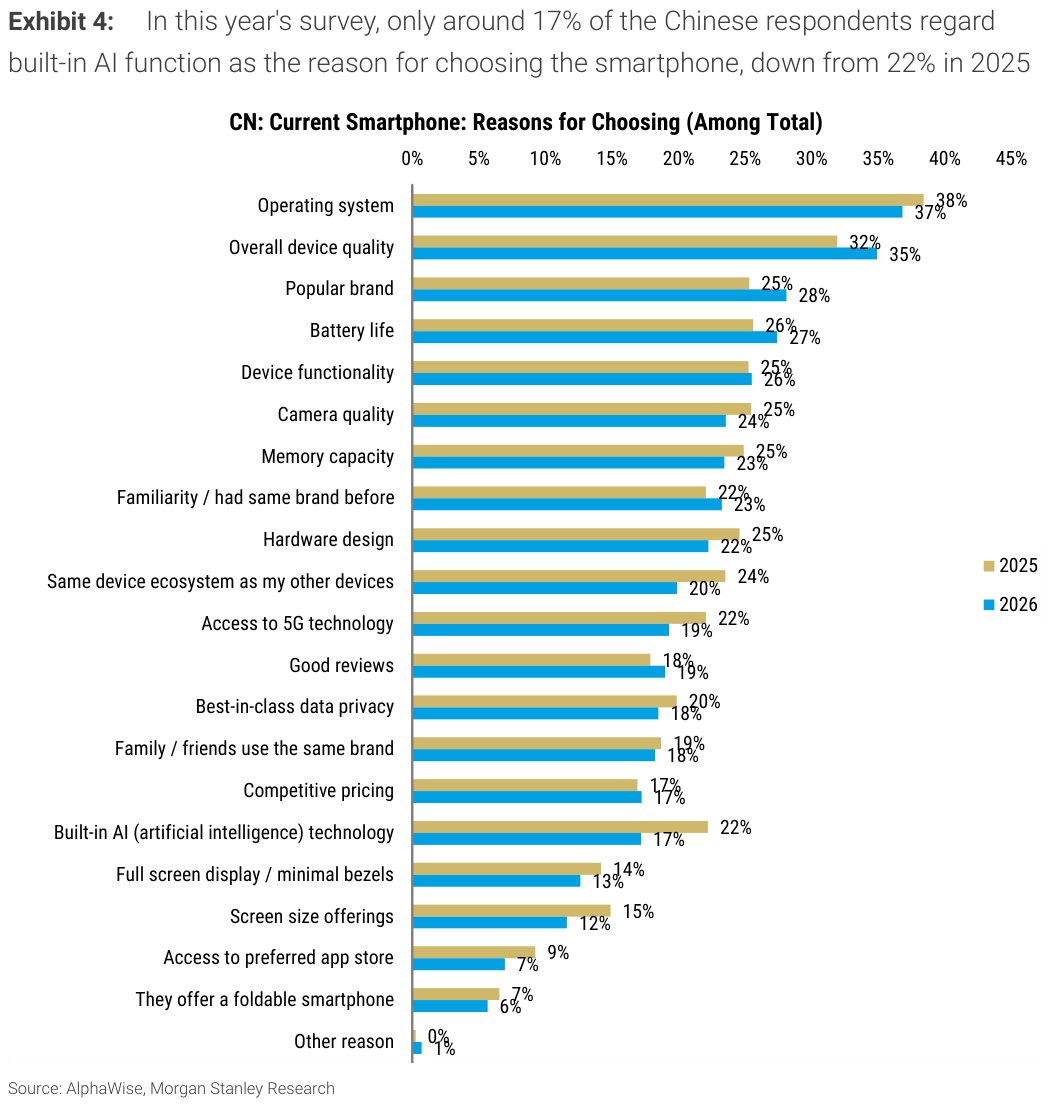 Exhibit 4: In this year's survey, only around 17% of the Chinese respondents regard
built-in AI function as the reason for choosing the smartphone, down from 22% in 2025
CN: Current Smartphone: Reasons for Choosing (Among Total)
0% 5% 10% 15% 20% 25% 30% 35% 40% 45%
Operating system 38% 37%
Overall device quality 32% 35%
Popular brand 25% 28%
Battery life 26% 27%
Device functionality 25% 26%
Camera quality 25% 24%
Memory capacity 25% 23%
Familiarity / had same brand before 22% 23%
Hardware design 25% 22%
Same device ecosystem as my other devices 24% 20%
Access to 5G technology 22% 19%
Good reviews 18% 19%
Best-in-class data privacy 20% 18%
Family / friends use the same brand 19% 18%
Competitive pricing 17% 17%
Built-in AI (artificial intelligence) technology 22% 17%
Full screen display / minimal bezels 14% 13%
Screen size offerings 15% 12%
Access to preferred app store 9% 7%
They offer a foldable smartphone 7% 6%
Other reason 0% 1%
2025
2026
Source: AlphaWise, Morgan Stanley Research